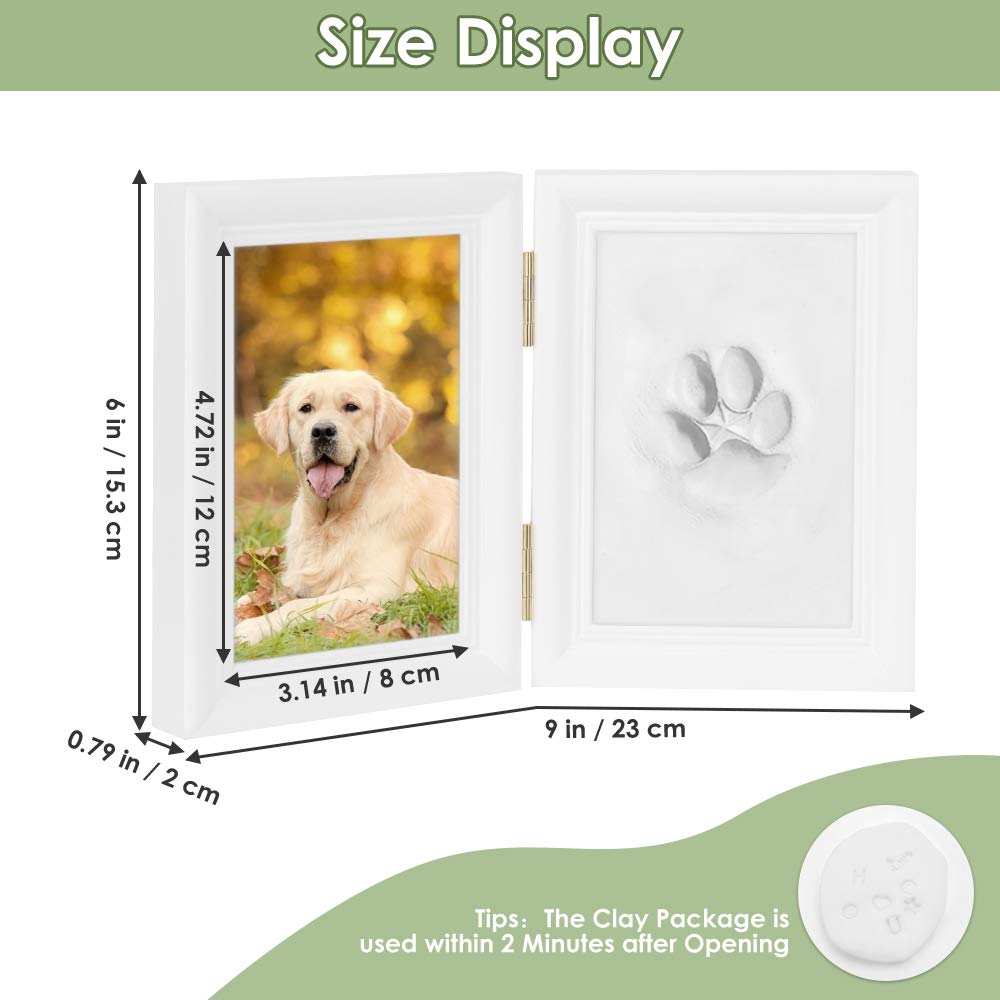 Size Display
6 in / 15.3 cm
4.72 in / 12 cm
3.14 in / 8 cm
0.79 in / 2 cm
9 in / 23 cm
Tips： The Clay Package is
used within 2 Minutes after Opening
H
O
U